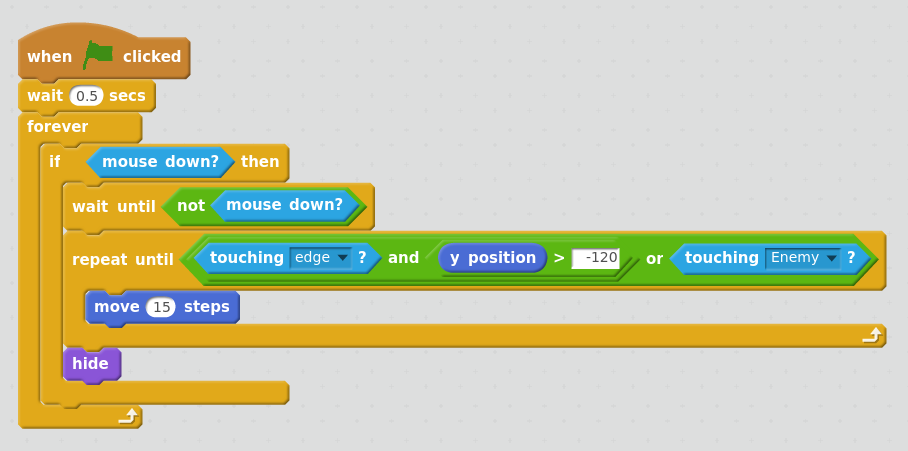 when clicked
wait 0.5 secs
forever
if mouse down? then
wait until not mouse down?
repeat until touching edge ? and y position > -120 or touching Enemy ?
move 15 steps
hide